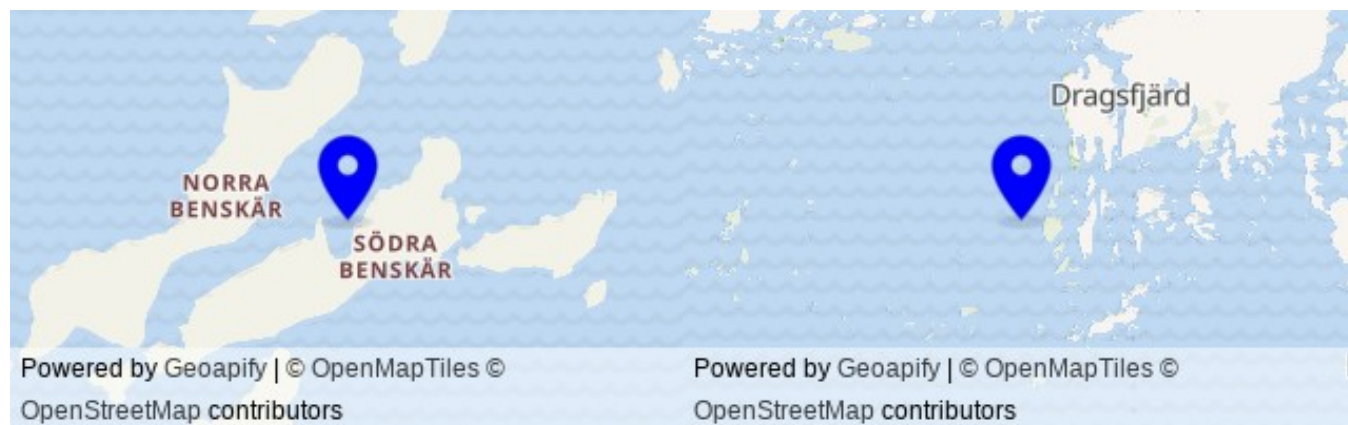 NORRA
BENSKÄR
SÖDRA
BENSKÄR
Powered by Geoapify | © OpenMapTiles ©
OpenStreetMap contributors
Dragsfjärd
Powered by Geoapify | © OpenMapTiles ©
OpenStreetMap contributors